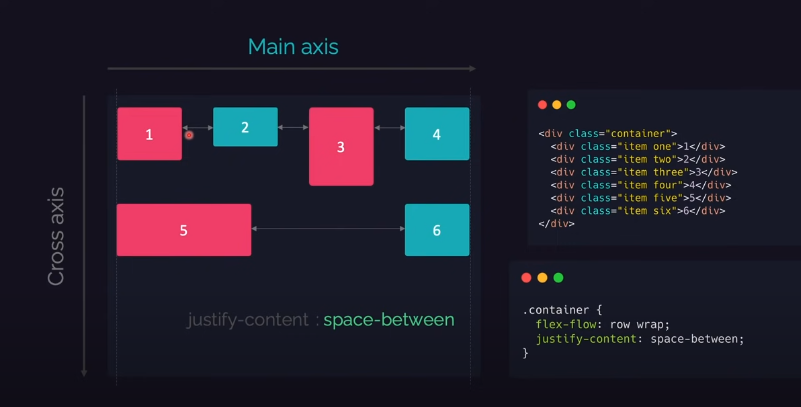 Main axis
Cross axis
1
2
3
4
5
6
justify-content : space-between
<div class="container">
  <div class="item one">1</div>
  <div class="item two">2</div>
  <div class="item three">3</div>
  <div class="item four">4</div>
  <div class="item five">5</div>
  <div class="item six">6</div>
</div>
.container {
  flex-flow: row wrap;
  justify-content: space-between;
}